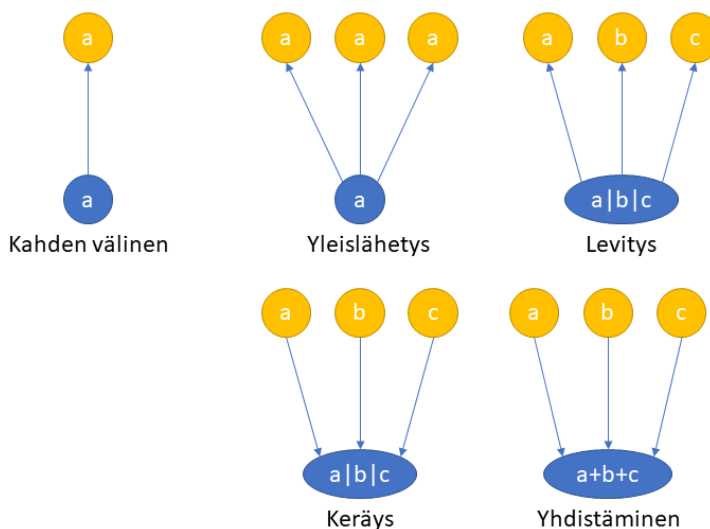 a a a a a b c
a a a|b|c
Kahden välinen Yleislähetys Levitys
a b c a b c
a|b|c a+b+c
Keräys Yhdistäminen